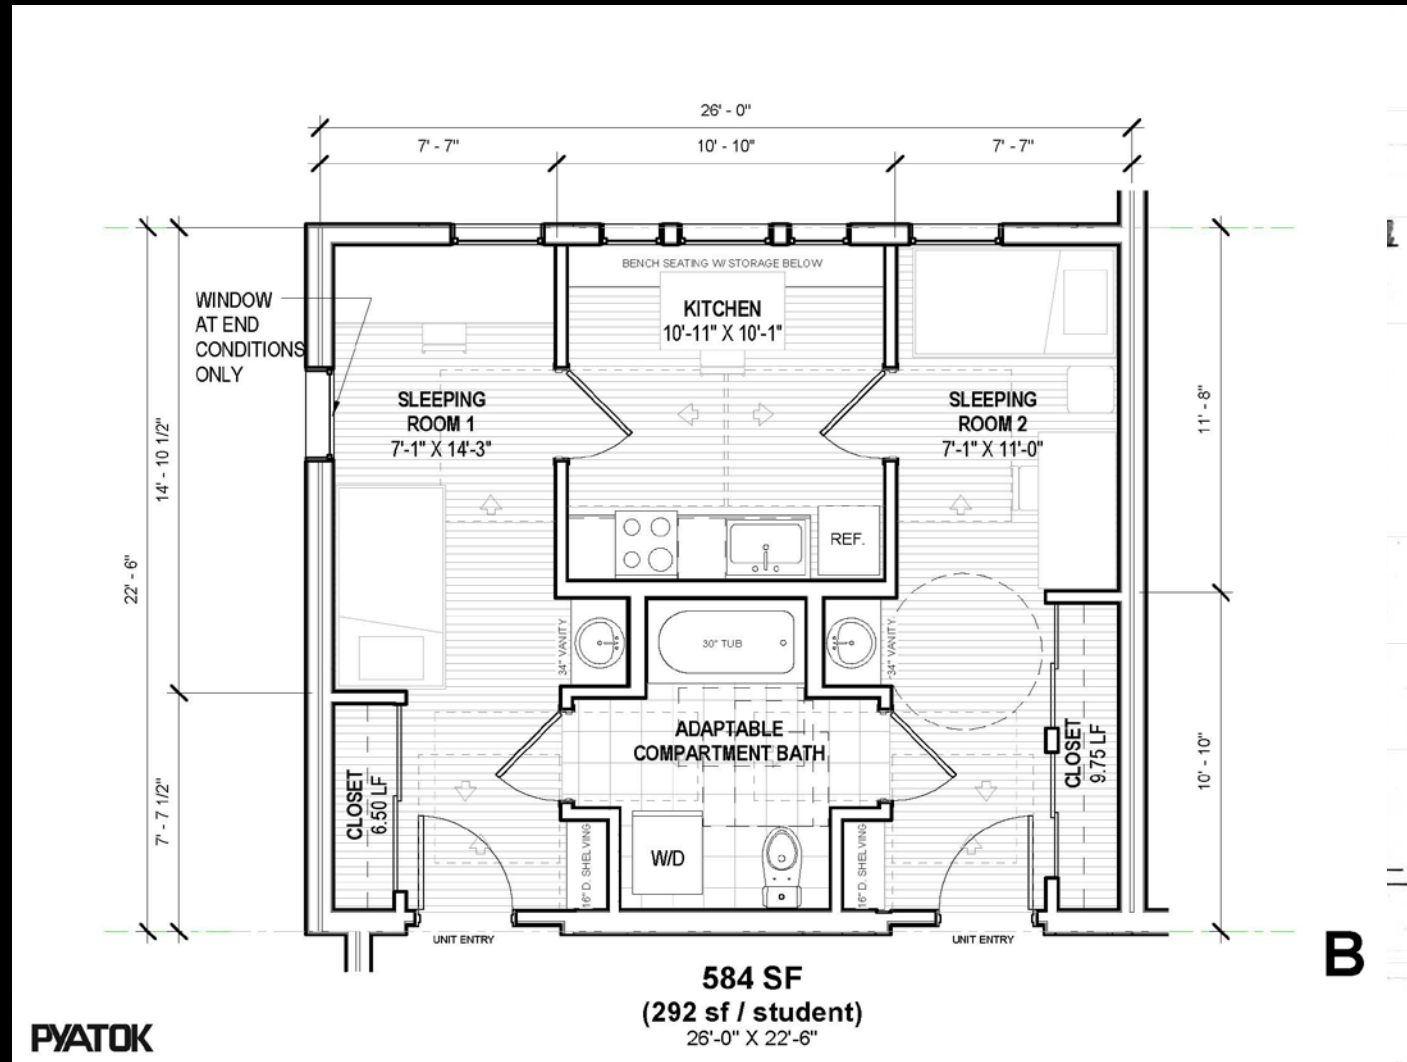 26' - 0"
7' - 7"
10' - 10"
7' - 7"
BENCH SEATING W/ STORAGE BELOW
WINDOW
AT END
CONDITIONS
ONLY
KITCHEN
10'-11" X 10'-1"
SLEEPING
ROOM 1
7'-1" X 14'-3"
SLEEPING
ROOM 2
7'-1" X 11'-0"
11' - 8"
14' - 10 1/2"
22' - 6"
REF.
34" VANITY
30" TUB
34" VANITY
ADAPTABLE
COMPARTMENT BATH
CLOSET
9.75 LF
10' - 10"
CLOSET
6.50 LF
7' - 7 1/2"
16" D. SHELVING
W/D
16" D. SHELVING
UNIT ENTRY
UNIT ENTRY
B
584 SF
(292 sf / student)
26'-0" X 22'-6"
PYATOK